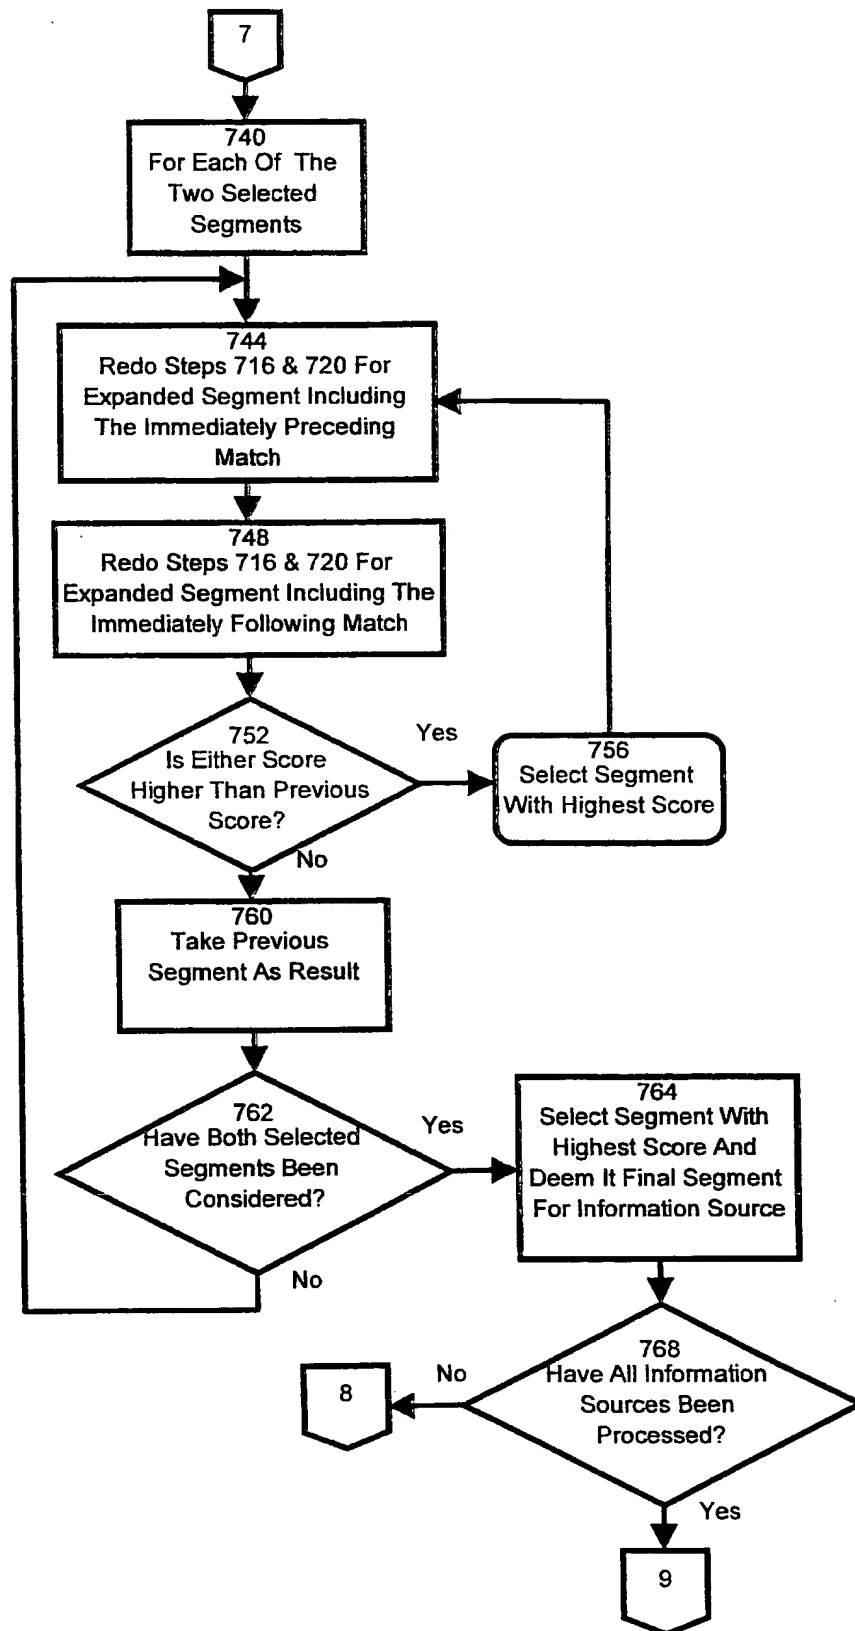 7
740
For Each Of The
Two Selected
Segments
744
Redo Steps 716 & 720 For
Expanded Segment Including
The Immediately Preceding
Match
748
Redo Steps 716 & 720 For
Expanded Segment Including The
Immediately Following Match
752
Is Either Score
Higher Than Previous
Score?
Yes
756
Select Segment
With Highest Score
No
760
Take Previous
Segment As Result
762
Have Both Selected
Segments Been
Considered?
Yes
No
764
Select Segment With
Highest Score And
Deem It Final Segment
For Information Source
768
Have All Information
Sources Been
Processed?
No
8
Yes
9